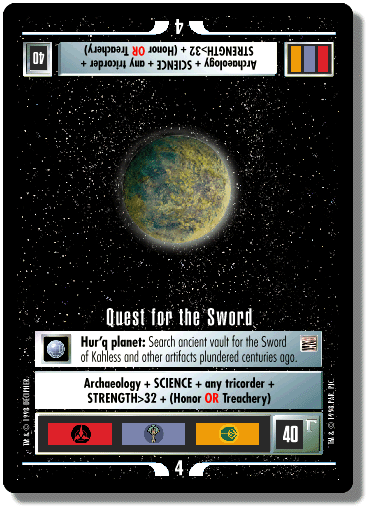 4
Archaeology + SCIENCE + any tricorder +
STRENGTH>32 + (Honor OR Treachery)
40
Quest for the Sword
Hur'q planet: Search ancient vault for the Sword
of Kahless and other artifacts plundered centuries ago.
Archaeology + SCIENCE + any tricorder +
STRENGTH>32 + (Honor OR Treachery)
40
Γ
4
TM & © 1998 DECIPHER
TM & © 1998 PAR. PIC.